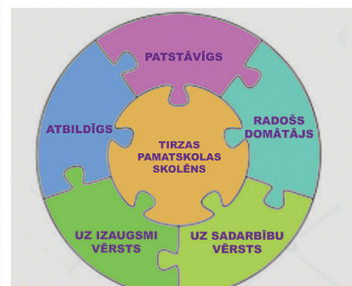 PATSTĀVĪGS
ATBILDĪGS
RADOŠS
DOMĀTĀJS
TIRZAS
PAMATSKOLAS
SKOLĒNS
UZ IZAUGSMI
VĒRSTS
UZ SADARBĪBU
VĒRSTS